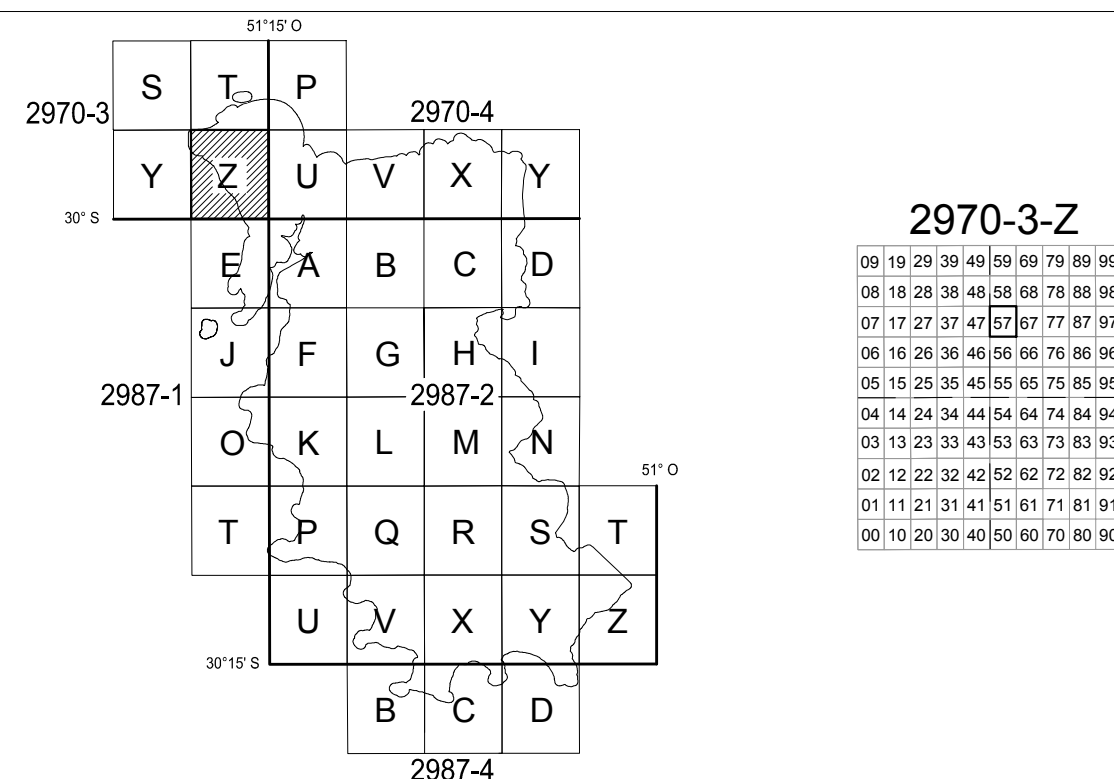 51°15' O
S T P
2970-3 2970-4
Y Z U V X Y
30° S
E A B C D
J F G H I
2987-1 2987-2
O K L M N
51° O
T P Q R S T
U V X Y Z
30°15' S
B C D
2987-4
2970-3-Z
09 19 29 39 49 59 69 79 89 99
08 18 28 38 48 58 68 78 88 98
07 17 27 37 47 57 67 77 87 97
06 16 26 36 46 56 66 76 86 96
05 15 25 35 45 55 65 75 85 95
04 14 24 34 44 54 64 74 84 94
03 13 23 33 43 53 63 73 83 93
02 12 22 32 42 52 62 72 82 92
01 11 21 31 41 51 61 71 81 91
00 10 20 30 40 50 60 70 80 90